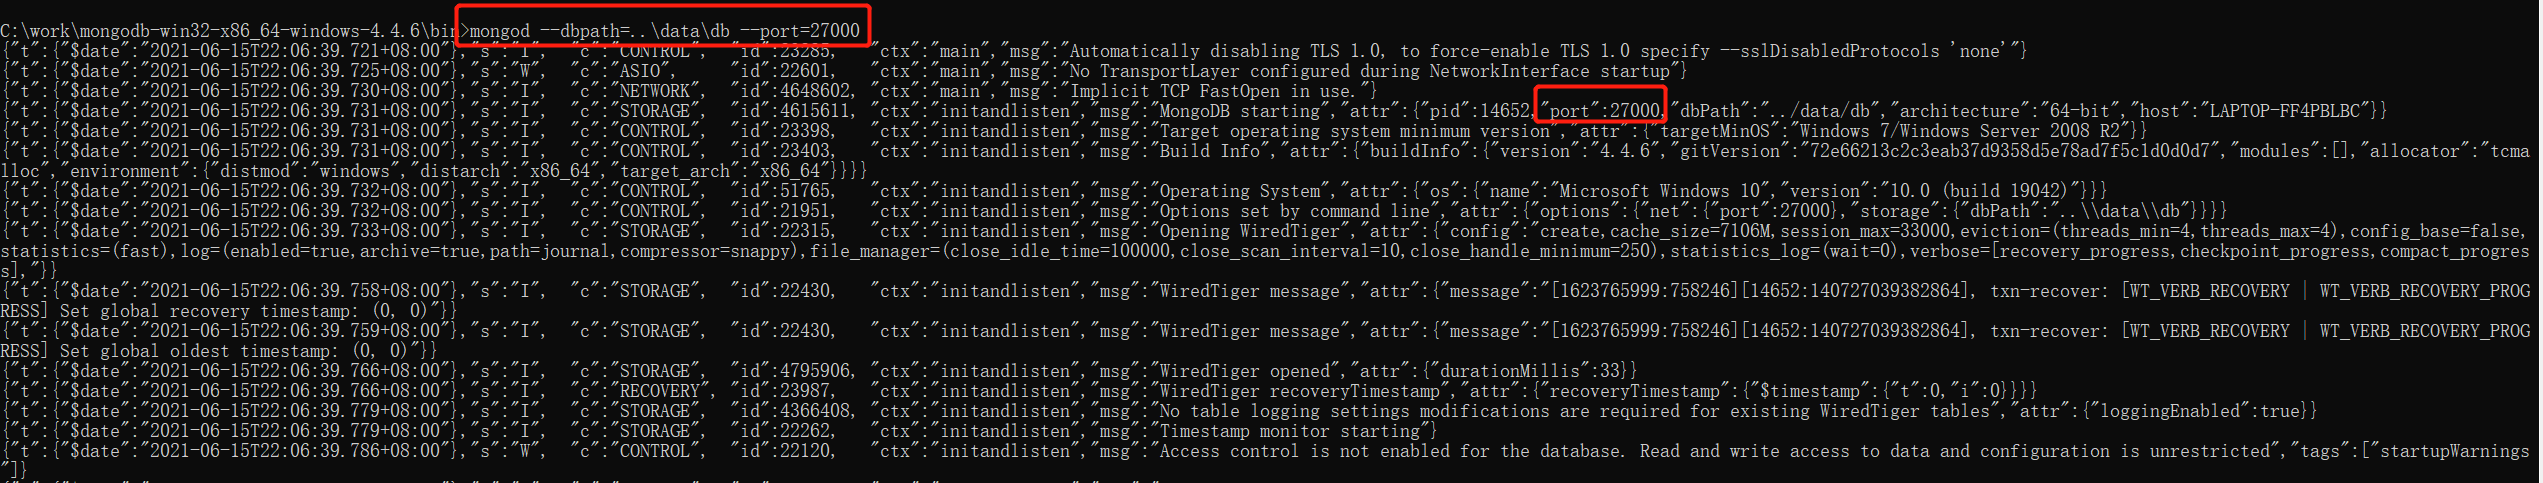 C:\work\mongodb-win32-x86_64-windows-4.4.6\bin>mongod --dbpath=..\data\db --port=27000
{"t":{"$date":"2021-06-15T22:06:39.721+08:00"},"s":"I",  "c":"CONTROL",  "id":23285,   "ctx":"main","msg":"Automatically disabling TLS 1.0, to force-enable TLS 1.0 specify --sslDisabledProtocols 'none'"}
{"t":{"$date":"2021-06-15T22:06:39.725+08:00"},"s":"W",  "c":"ASIO",     "id":22601,   "ctx":"main","msg":"No TransportLayer configured during NetworkInterface startup"}
{"t":{"$date":"2021-06-15T22:06:39.730+08:00"},"s":"I",  "c":"NETWORK",  "id":4648602, "ctx":"main","msg":"Implicit TCP FastOpen in use."}
{"t":{"$date":"2021-06-15T22:06:39.731+08:00"},"s":"I",  "c":"STORAGE",  "id":4615611, "ctx":"initandlisten","msg":"MongoDB starting","attr":{"pid":14652,"port":27000,"dbPath":"../data/db","architecture":"64-bit","host":"LAPTOP-FF4PBLBC"}}
{"t":{"$date":"2021-06-15T22:06:39.731+08:00"},"s":"I",  "c":"CONTROL",  "id":23398,   "ctx":"initandlisten","msg":"Target operating system minimum version","attr":{"targetMinOS":"Windows 7/Windows Server 2008 R2"}}
{"t":{"$date":"2021-06-15T22:06:39.731+08:00"},"s":"I",  "c":"CONTROL",  "id":23403,   "ctx":"initandlisten","msg":"Build Info","attr":{"buildInfo":{"version":"4.4.6","gitVersion":"72e66213c2c3eab37d9358d5e78ad7f5c1d0d0d7","modules":[],"allocator":"tcma
lloc","environment":{"distmod":"windows","distarch":"x86_64","target_arch":"x86_64"}}}}
{"t":{"$date":"2021-06-15T22:06:39.732+08:00"},"s":"I",  "c":"CONTROL",  "id":51765,   "ctx":"initandlisten","msg":"Operating System","attr":{"os":{"name":"Microsoft Windows 10","version":"10.0 (build 19042)"}}}
{"t":{"$date":"2021-06-15T22:06:39.732+08:00"},"s":"I",  "c":"CONTROL",  "id":21951,   "ctx":"initandlisten","msg":"Options set by command line","attr":{"options":{"net":{"port":27000},"storage":{"dbPath":"..\\data\\db"}}}}
{"t":{"$date":"2021-06-15T22:06:39.733+08:00"},"s":"I",  "c":"STORAGE",  "id":22315,   "ctx":"initandlisten","msg":"Opening WiredTiger","attr":{"config":"create,cache_size=7106M,session_max=33000,eviction=(threads_min=4,threads_max=4),config_base=false,
statistics=(fast),log=(enabled=true,archive=true,path=journal,compressor=snappy),file_manager=(close_idle_time=100000,close_scan_interval=10,close_handle_minimum=250),statistics_log=(wait=0),verbose=[recovery_progress,checkpoint_progress,compact_progres
s],"}}
{"t":{"$date":"2021-06-15T22:06:39.758+08:00"},"s":"I",  "c":"STORAGE",  "id":22430,   "ctx":"initandlisten","msg":"WiredTiger message","attr":{"message":"[1623765999:758246][14652:140727039382864], txn-recover: [WT_VERB_RECOVERY | WT_VERB_RECOVERY_PROG
RESS] Set global recovery timestamp: (0, 0)"}}
{"t":{"$date":"2021-06-15T22:06:39.759+08:00"},"s":"I",  "c":"STORAGE",  "id":22430,   "ctx":"initandlisten","msg":"WiredTiger message","attr":{"message":"[1623765999:758246][14652:140727039382864], txn-recover: [WT_VERB_RECOVERY | WT_VERB_RECOVERY_PROG
RESS] Set global oldest timestamp: (0, 0)"}}
{"t":{"$date":"2021-06-15T22:06:39.766+08:00"},"s":"I",  "c":"STORAGE",  "id":4795906, "ctx":"initandlisten","msg":"WiredTiger opened","attr":{"durationMillis":33}}
{"t":{"$date":"2021-06-15T22:06:39.766+08:00"},"s":"I",  "c":"RECOVERY", "id":23987,   "ctx":"initandlisten","msg":"WiredTiger recoveryTimestamp","attr":{"recoveryTimestamp":{"$timestamp":{"t":0,"i":0}}}}
{"t":{"$date":"2021-06-15T22:06:39.779+08:00"},"s":"I",  "c":"STORAGE",  "id":4366408, "ctx":"initandlisten","msg":"No table logging settings modifications are required for existing WiredTiger tables","attr":{"loggingEnabled":true}}
{"t":{"$date":"2021-06-15T22:06:39.779+08:00"},"s":"I",  "c":"STORAGE",  "id":22262,   "ctx":"initandlisten","msg":"Timestamp monitor starting"}
{"t":{"$date":"2021-06-15T22:06:39.786+08:00"},"s":"W",  "c":"CONTROL",  "id":22120,   "ctx":"initandlisten","msg":"Access control is not enabled for the database. Read and write access to data and configuration is unrestricted","tags":["startupWarnings
"]}